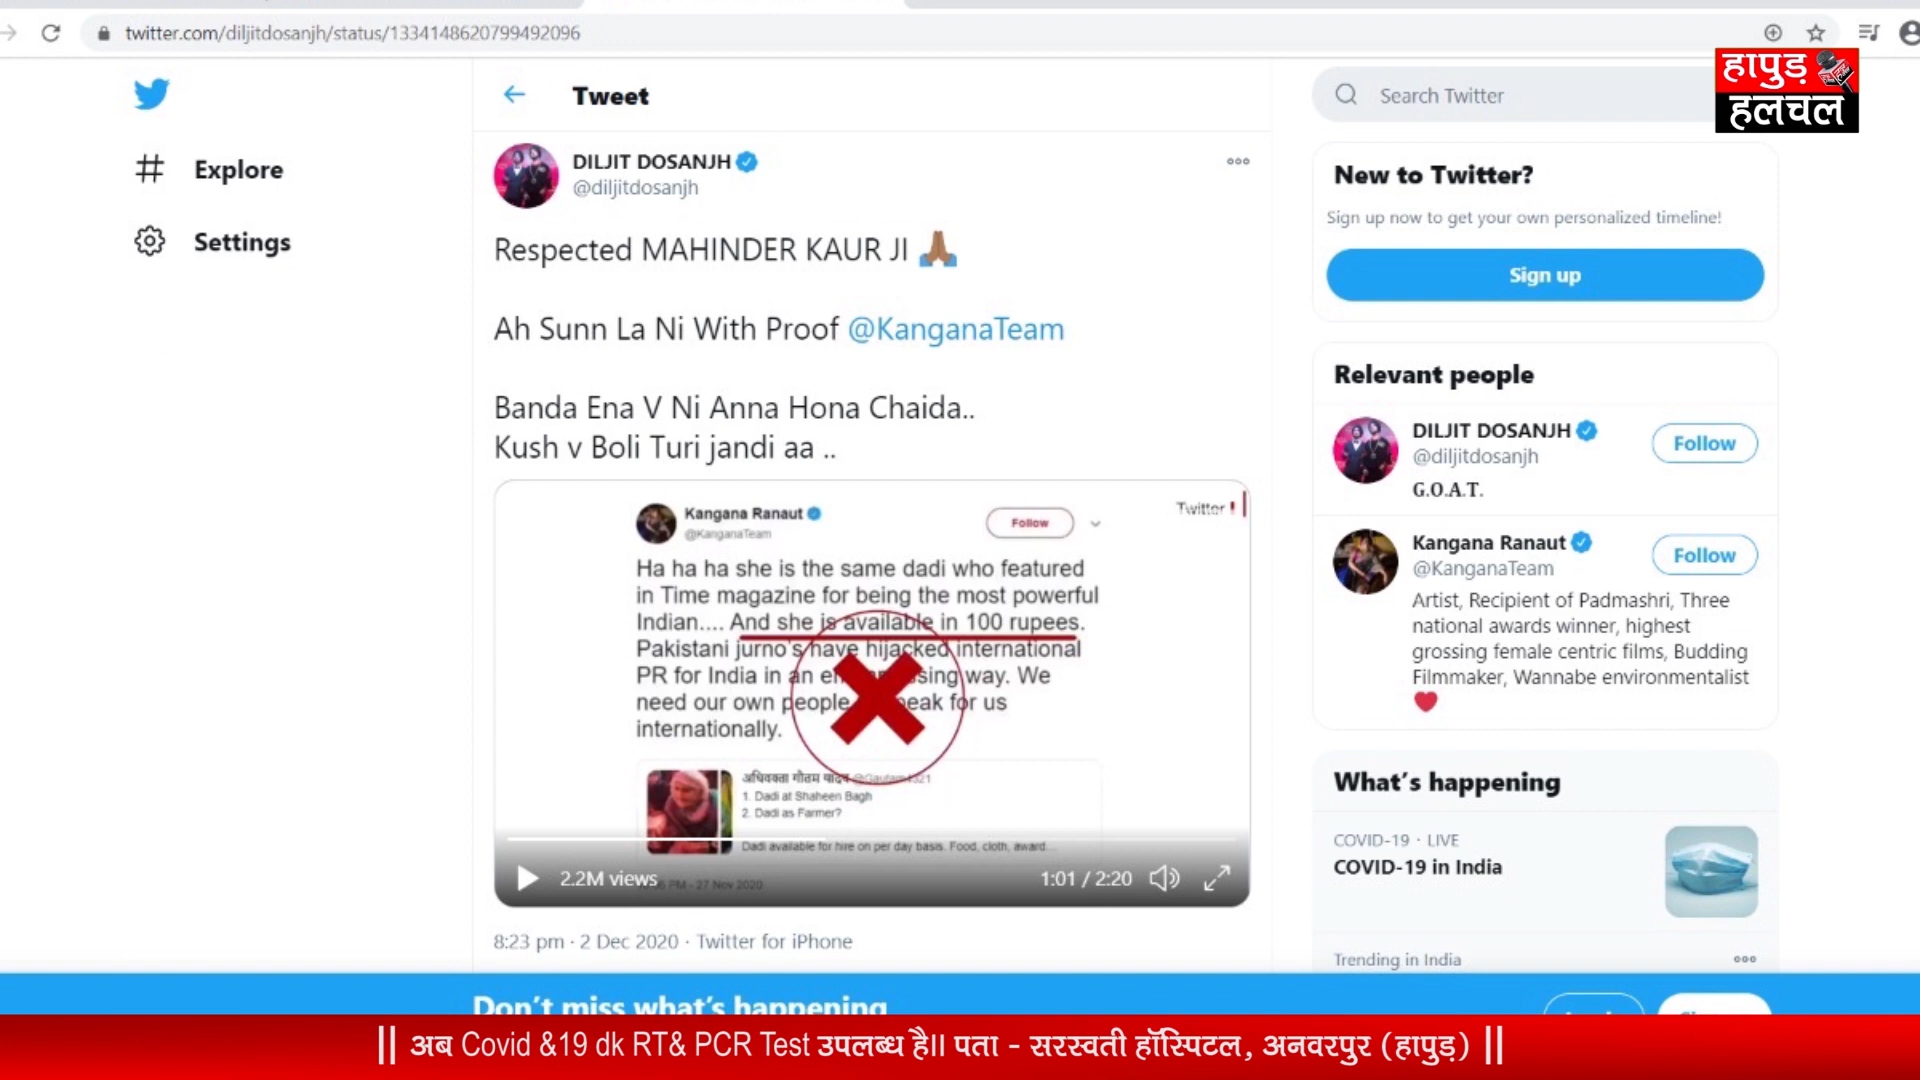 twitter.com/diljitdosanjh/status/1334148620799492096
हापुड़
हलचल
Explore
Settings
Tweet
DILJIT DOSANJH
@diljitdosanjh
Respected MAHINDER KAUR JI 🙏🏾
Ah Sunn La Ni With Proof @KanganaTeam
Banda Ena V Ni Anna Hona Chaida..
Kush v Boli Turi jandi aa ..
Twitter
Kangana Ranaut
@KanganaTeam
Follow
Ha ha ha she is the same dadi who featured
in Time magazine for being the most powerful
Indian.... And she is available in 100 rupees.
Pakistani jurno's have hijacked international
PR for India in an way. We
need our own people for us
internationally.
अधिवक्ता गौतम यादव
1. Dadi at Shaheen Bagh
2. Dadi as Farmer?
Dadi available for hire on per day basis. Food, cloth, award...
PM - 27 Nov 2020
2.2M views
1:01 / 2:20
8:23 pm · 2 Dec 2020 · Twitter for iPhone
Search Twitter
New to Twitter?
Sign up now to get your own personalized timeline!
Sign up
Relevant people
DILJIT DOSANJH
@diljitdosanjh
Follow
G.O.A.T.
Kangana Ranaut
@KanganaTeam
Follow
Artist, Recipient of Padmashri, Three
national awards winner, highest
grossing female centric films, Budding
Filmmaker, Wannabe environmentalist
❤️
What's happening
COVID-19 · LIVE
COVID-19 in India
Trending in India
Don't miss what's happening
|| अब Covid &19 dk RT& PCR Test उपलब्ध है।। पता - सरस्वती हॉस्पिटल, अनवरपुर (हापुड़) ||